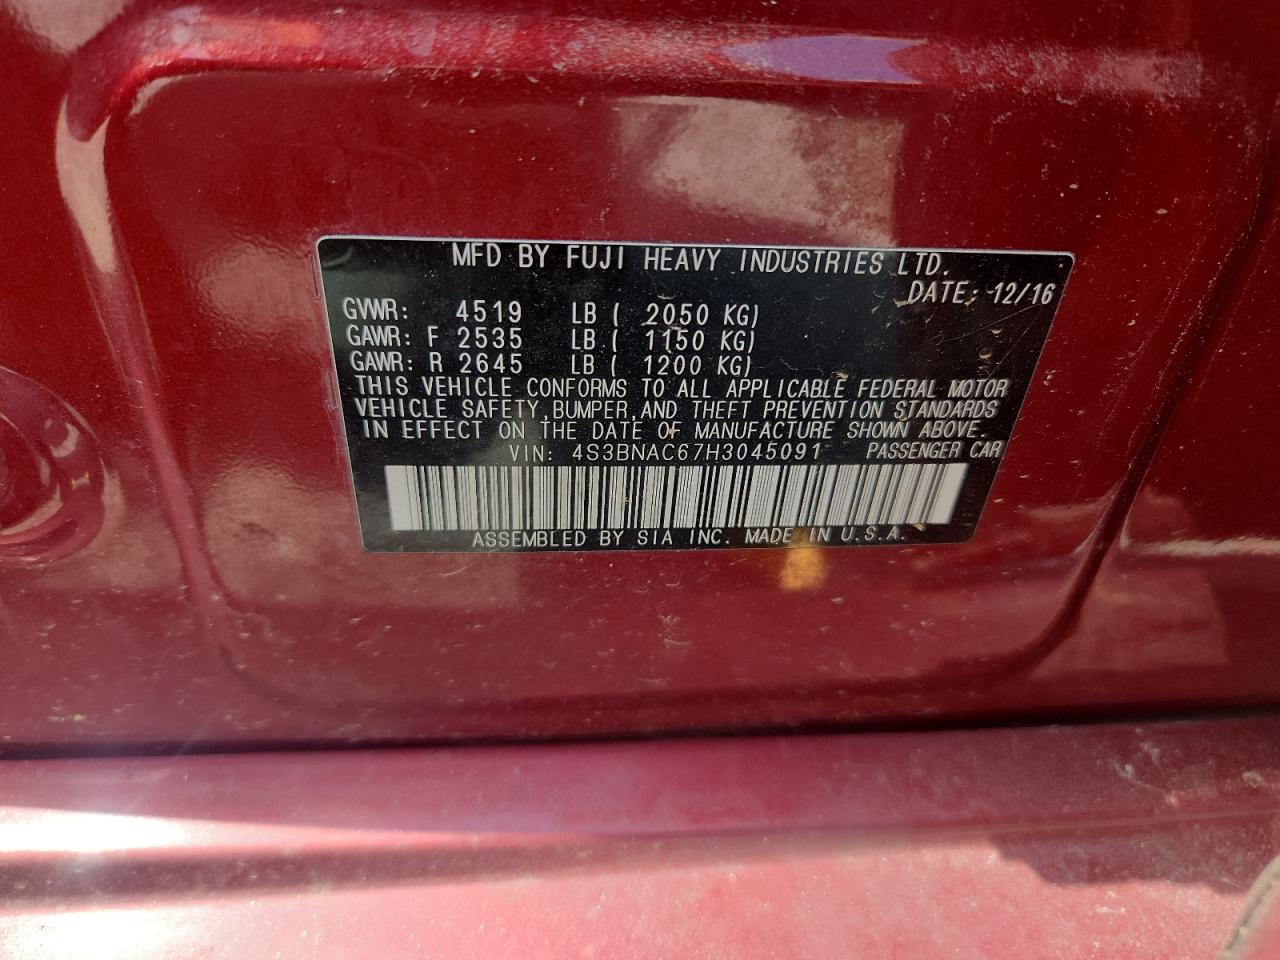 MFD BY FUJI HEAVY INDUSTRIES LTD.
DATE: 12/16
GVWR: 4519 LB ( 2050 KG)
GAWR: F 2535 LB ( 1150 KG)
GAWR: R 2645 LB ( 1200 KG)
THIS VEHICLE CONFORMS TO ALL APPLICABLE FEDERAL MOTOR
VEHICLE SAFETY,BUMPER,AND THEFT PREVENTION STANDARDS
IN EFFECT ON THE DATE OF MANUFACTURE SHOWN ABOVE.
VIN: 4S3BNAC67H3045091 PASSENGER CAR
ASSEMBLED BY SIA INC. MADE IN U.S.A.